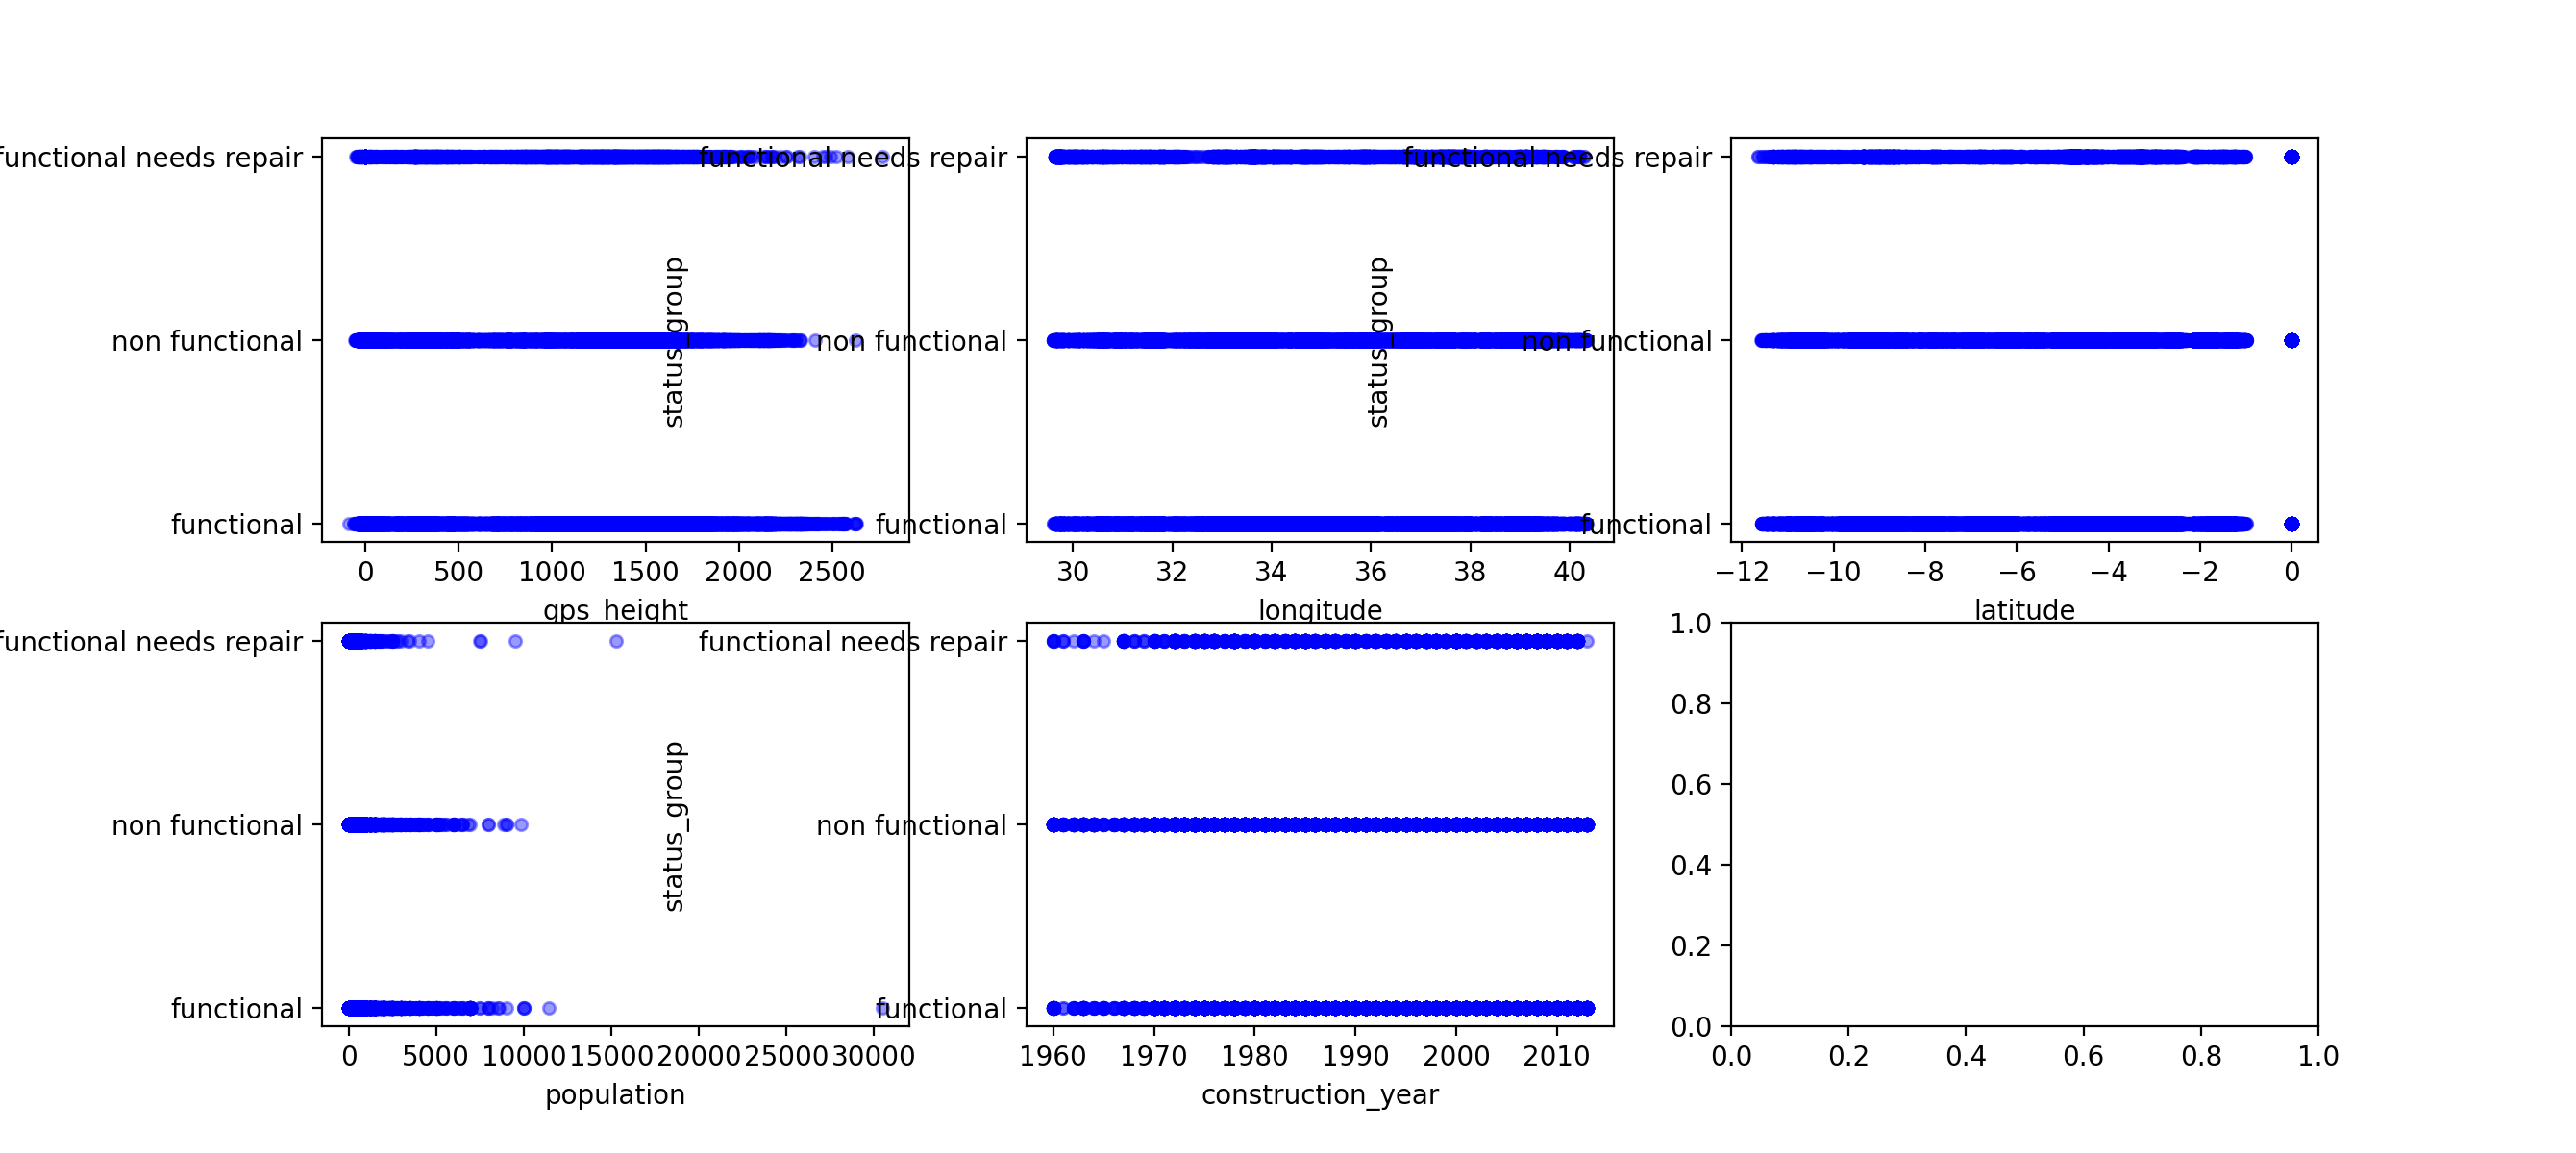 functional needs repair
non functional
functional
0 500 1000 1500 2000 2500
gps_height
status_group
functional needs repair
non functional
functional
30 32 34 36 38 40
longitude
status_group
functional needs repair
non functional
functional
−12 −10 −8 −6 −4 −2 0
latitude
functional needs repair
non functional
functional
0 5000 10000 15000 20000 25000 30000
population
status_group
functional needs repair
non functional
functional
1960 1970 1980 1990 2000 2010
construction_year
1.0
0.8
0.6
0.4
0.2
0.0
0.0 0.2 0.4 0.6 0.8 1.0